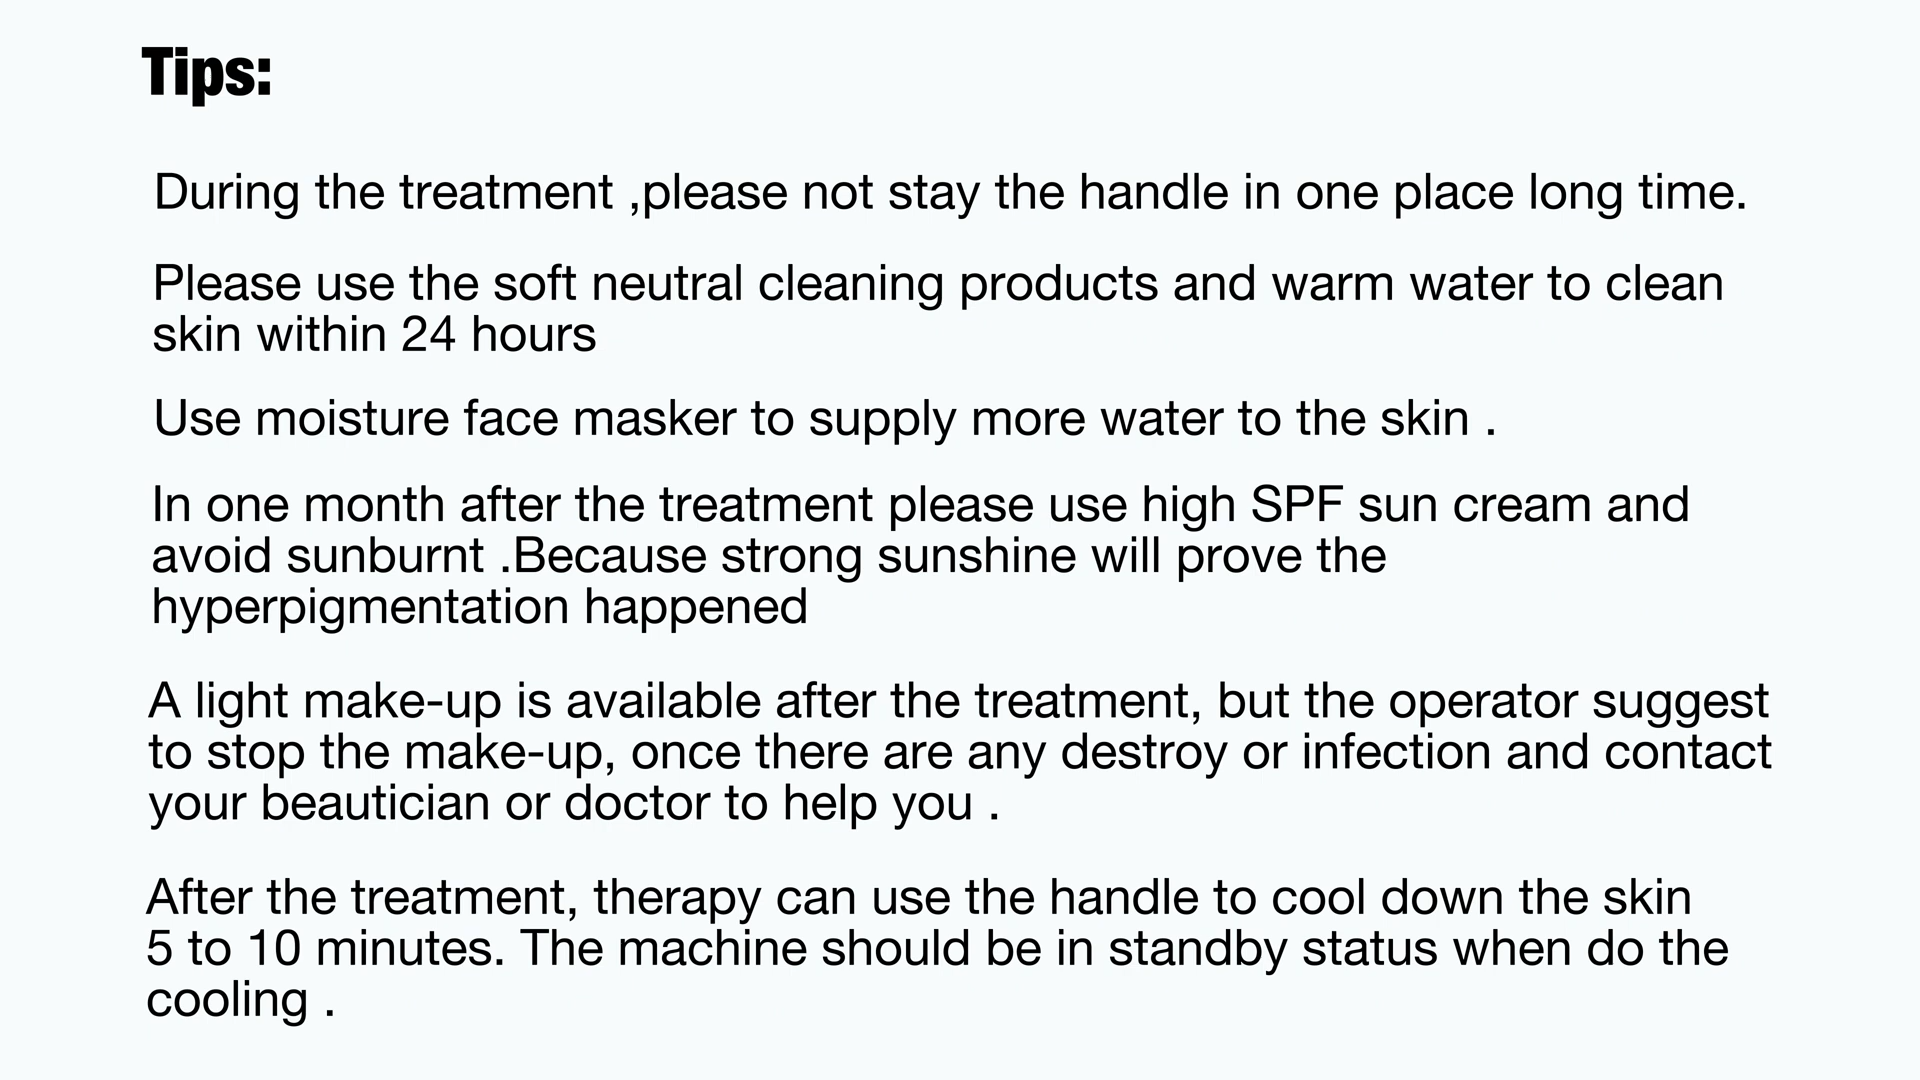 Tips:
During the treatment ,please not stay the handle in one place long time.
Please use the soft neutral cleaning products and warm water to clean
skin within 24 hours
Use moisture face masker to supply more water to the skin .
In one month after the treatment please use high SPF sun cream and
avoid sunburnt .Because strong sunshine will prove the
hyperpigmentation happened
A light make-up is available after the treatment, but the operator suggest
to stop the make-up, once there are any destroy or infection and contact
your beautician or doctor to help you .
After the treatment, therapy can use the handle to cool down the skin
5 to 10 minutes. The machine should be in standby status when do the
cooling .